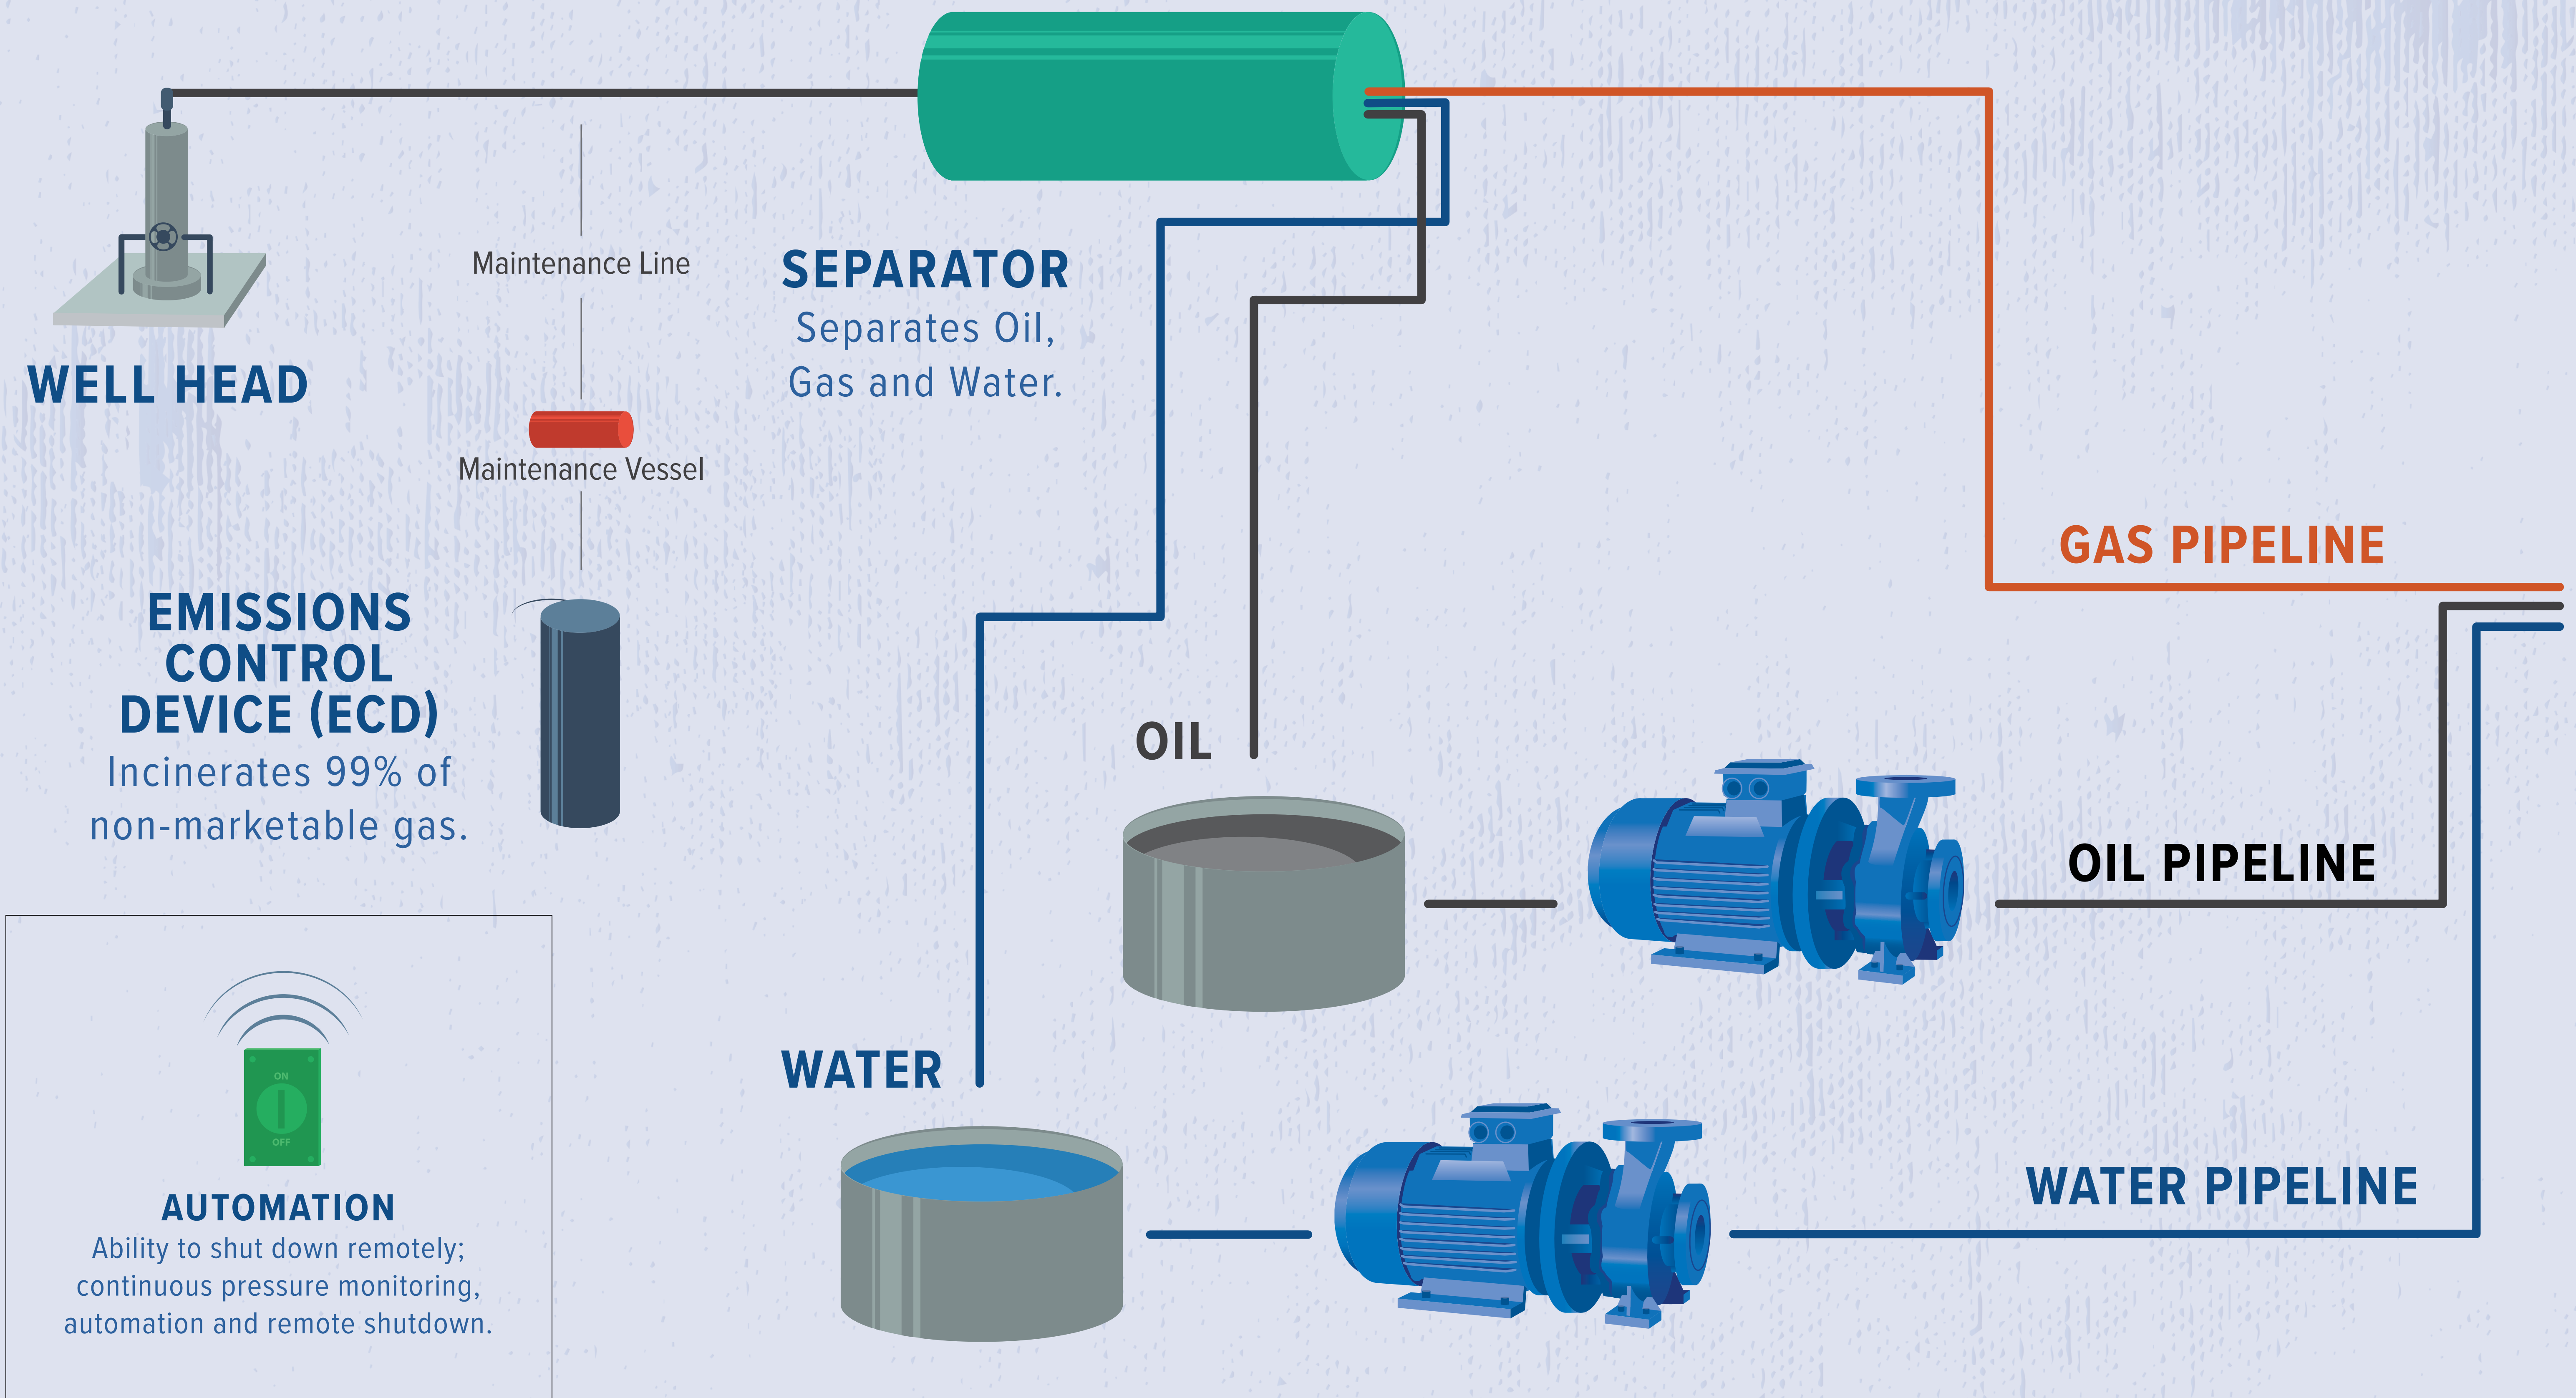 WELL HEAD
Maintenance Line
Maintenance Vessel
SEPARATOR
Separates Oil,
Gas and Water.
EMISSIONS
CONTROL
DEVICE (ECD)
Incinerates 99% of
non-marketable gas.
GAS PIPELINE
OIL
OIL PIPELINE
WATER
WATER PIPELINE
ON
OFF
AUTOMATION
Ability to shut down remotely;
continuous pressure monitoring,
automation and remote shutdown.